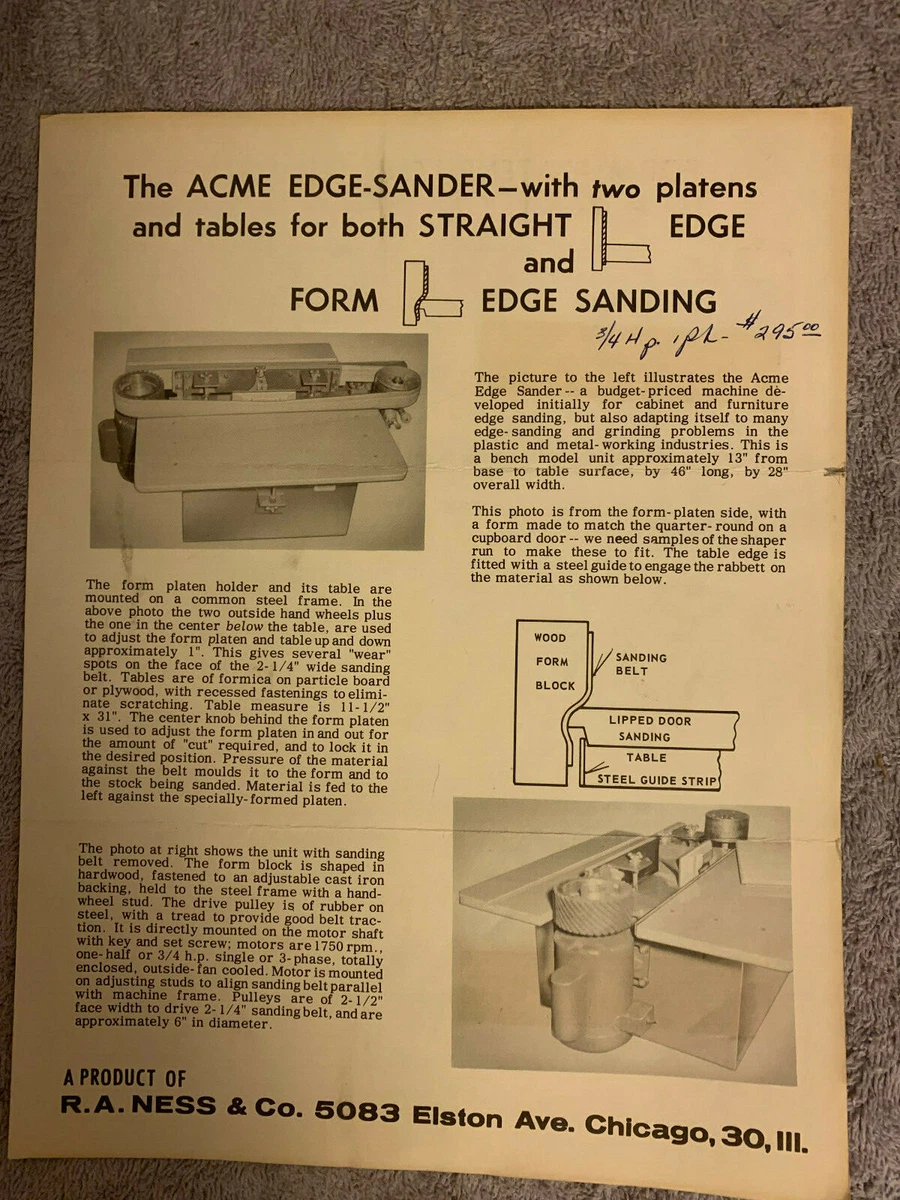 The ACME EDGE-SANDER—with two platens
and tables for both STRAIGHT EDGE
and
FORM EDGE SANDING
3/4 Hp. 1ph- $295.00
The picture to the left illustrates the Acme
Edge Sander -- a budget-priced machine de-
veloped initially for cabinet and furniture
edge sanding, but also adapting itself to many
edge-sanding and grinding problems in the
plastic and metal-working industries. This is
a bench model unit approximately 13" from
base to table surface, by 46" long, by 28"
overall width.
This photo is from the form-platen side, with
a form made to match the quarter-round on a
cupboard door -- we need samples of the shaper
run to make these to fit. The table edge is
fitted with a steel guide to engage the rabbett on
the material as shown below.
The form platen holder and its table are
mounted on a common steel frame. In the
above photo the two outside hand wheels plus
the one in the center below the table, are used
to adjust the form platen and table up and down
approximately 1". This gives several "wear"
spots on the face of the 2-1/4" wide sanding
belt. Tables are of formica on particle board
or plywood, with recessed fastenings to elimi-
nate scratching. Table measure is 11-1/2"
x 31". The center knob behind the form platen
is used to adjust the form platen in and out for
the amount of "cut" required, and to lock it in
the desired position. Pressure of the material
against the belt moulds it to the form and to
the stock being sanded. Material is fed to the
left against the specially-formed platen.
WOOD
FORM
BLOCK
SANDING
BELT
LIPPED DOOR
SANDING
TABLE
STEEL GUIDE STRIP
The photo at right shows the unit with sanding
belt removed. The form block is shaped in
hardwood, fastened to an adjustable cast iron
backing, held to the steel frame with a hand-
wheel stud. The drive pulley is of rubber on
steel, with a tread to provide good belt trac-
tion. It is directly mounted on the motor shaft
with key and set screw; motors are 1750 rpm.,
one-half or 3/4 h.p. single or 3-phase, totally
enclosed, outside-fan cooled. Motor is mounted
on adjusting studs to align sanding belt parallel
with machine frame. Pulleys are of 2-1/2"
face width to drive 2-1/4" sanding belt, and are
approximately 6" in diameter.
A PRODUCT OF
R.A. NESS & Co. 5083 Elston Ave. Chicago, 30, Ill.